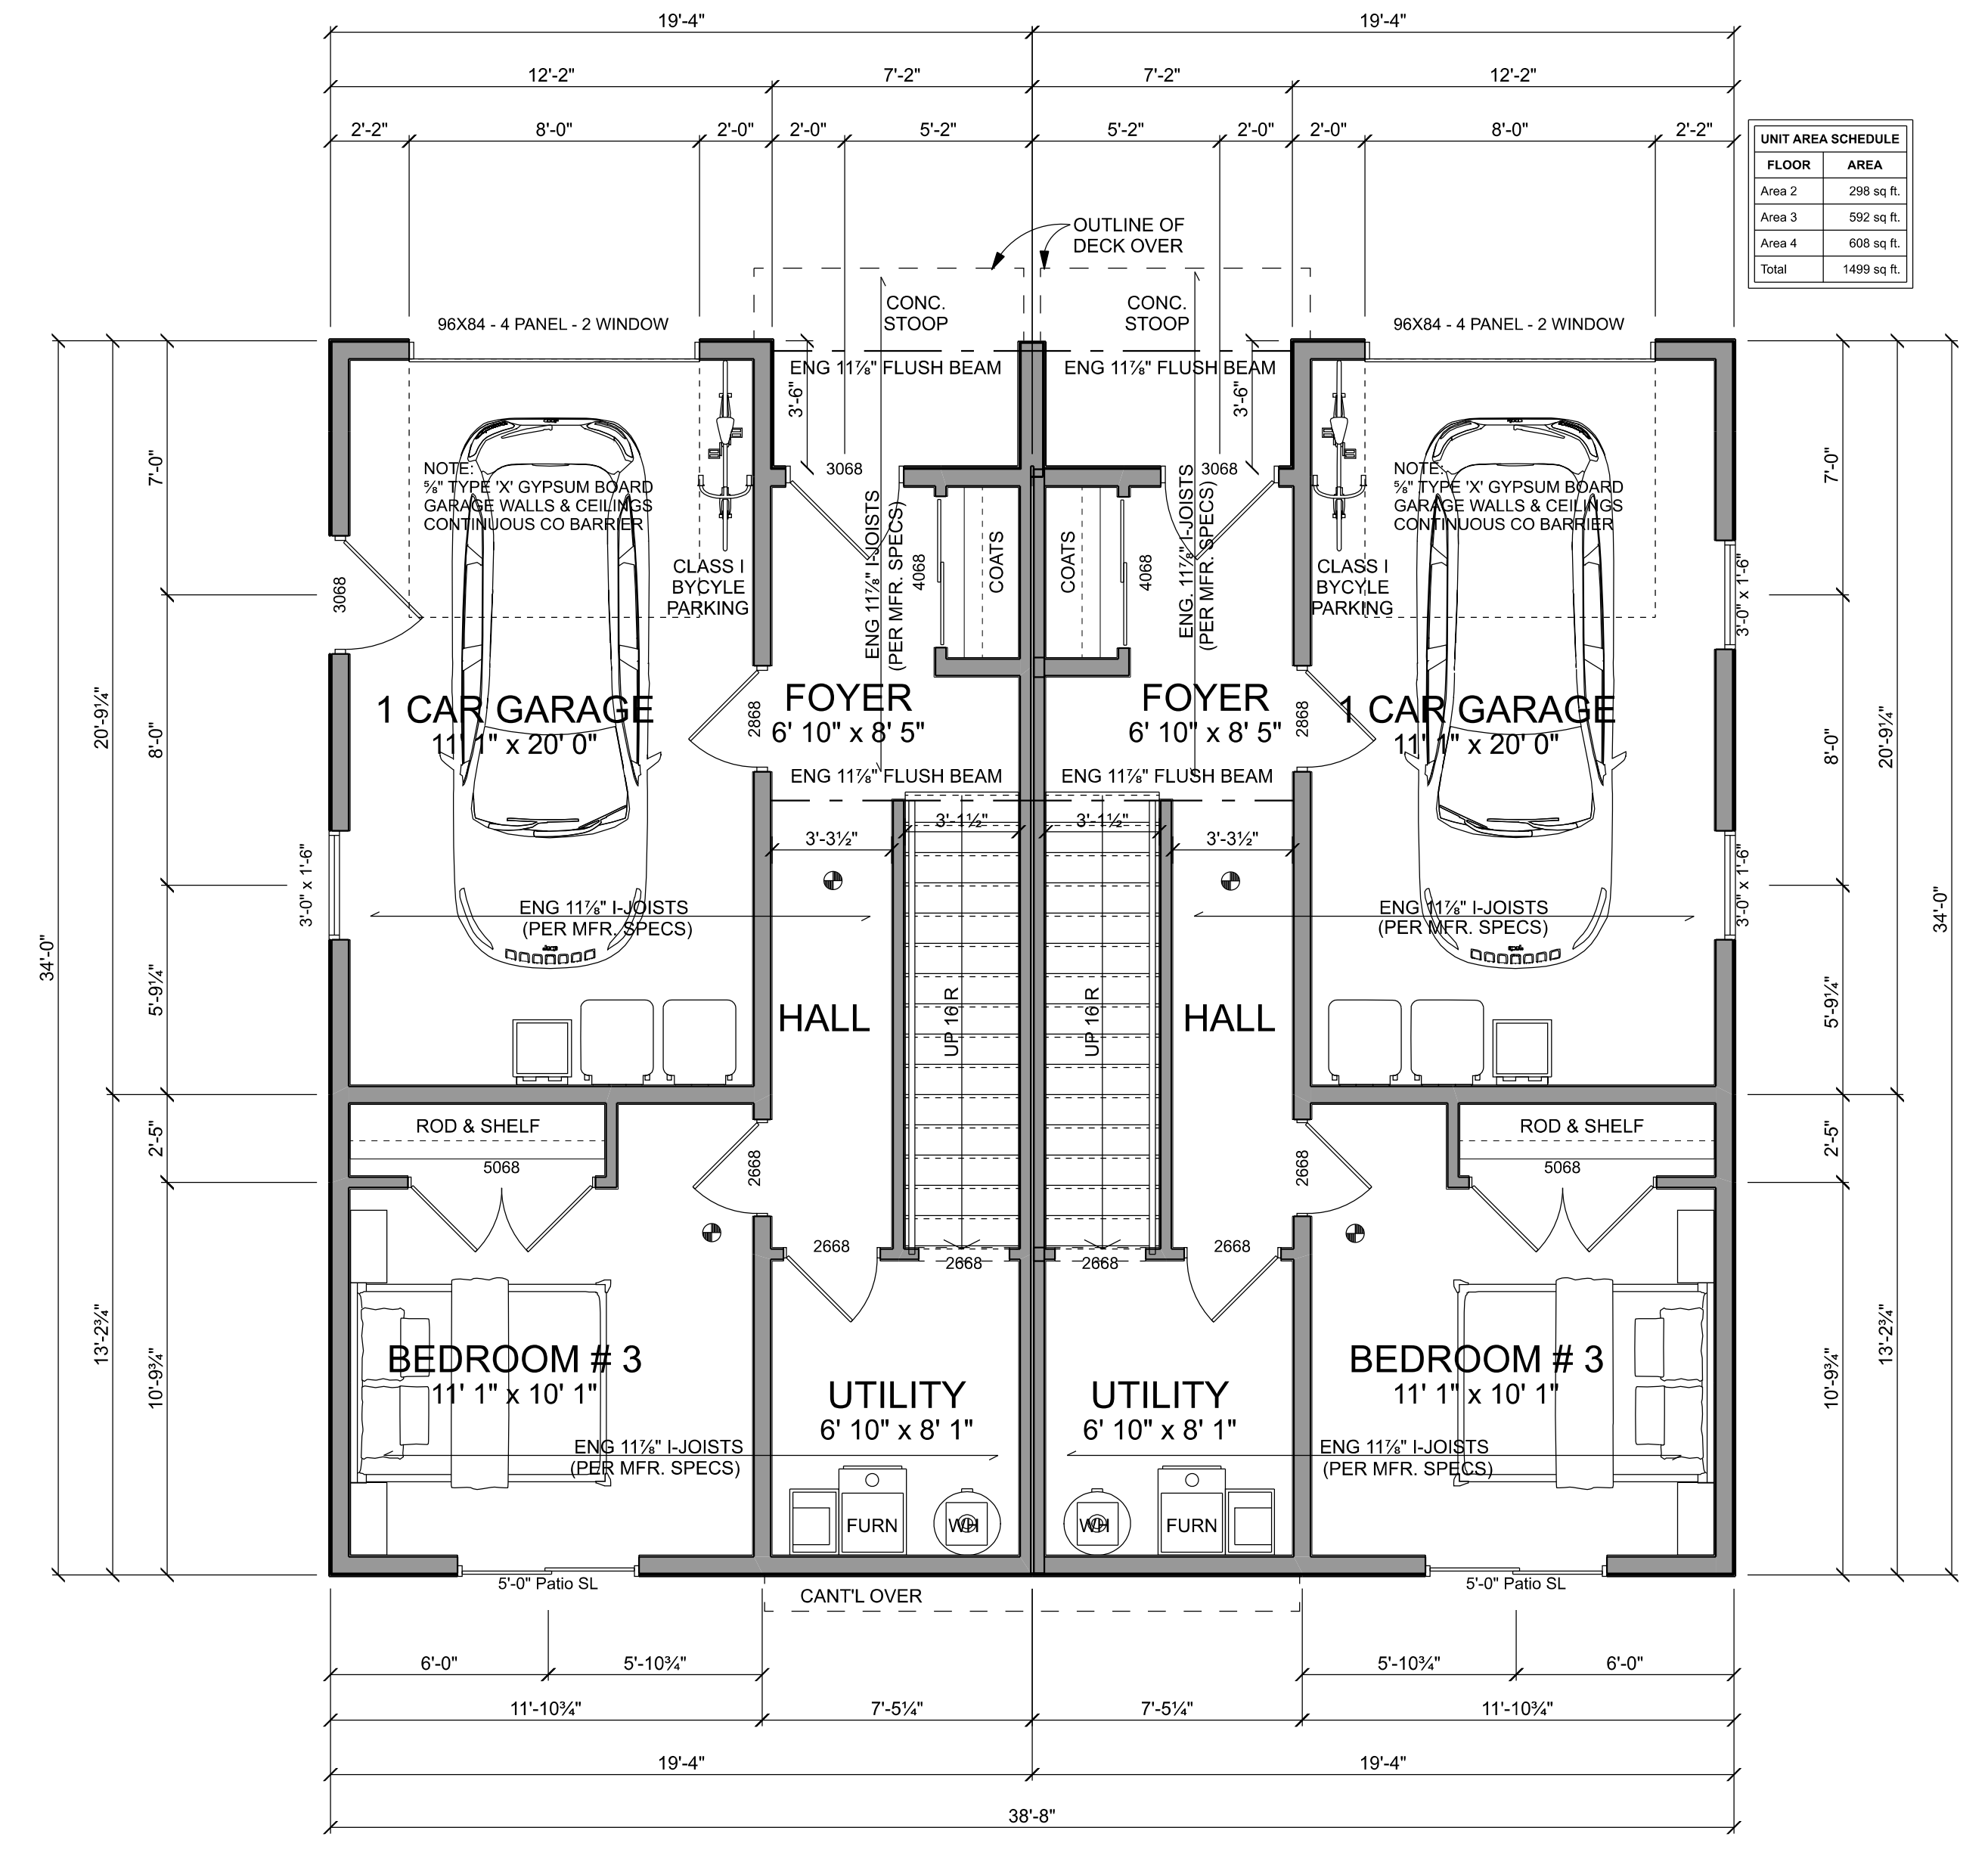 19'-4" 19'-4"
12'-2" 7'-2" 7'-2" 12'-2"
2'-2" 8'-0" 2'-0" 2'-0" 5'-2" 5'-2" 2'-0" 2'-0" 8'-0" 2'-2"
UNIT AREA SCHEDULE
FLOOR AREA
Area 2 298 sq ft.
Area 3 592 sq ft.
Area 4 608 sq ft.
Total 1499 sq ft.
OUTLINE OF
DECK OVER
CONC.
STOOP
CONC.
STOOP
96X84 - 4 PANEL - 2 WINDOW
96X84 - 4 PANEL - 2 WINDOW
ENG 11⅞" FLUSH BEAM
ENG 11⅞" FLUSH BEAM
3'-6"
3'-6"
3068
3068
NOTE:
⅝" TYPE 'X' GYPSUM BOARD
GARAGE WALLS & CEILINGS
CONTINUOUS CO BARRIER
NOTE:
⅝" TYPE 'X' GYPSUM BOARD
GARAGE WALLS & CEILINGS
CONTINUOUS CO BARRIER
7'-0"
7'-0"
3068
CLASS I
BYCYLE
PARKING
CLASS I
BYCYLE
PARKING
ENG 11⅞" I-JOISTS
(PER MFR. SPECS)
4068
COATS
COATS
4068
ENG. 11⅞" I-JOISTS
(PER MFR. SPECS)
3'-0" x 1'-6"
1 CAR GARAGE
11' 1" x 20' 0"
2868
FOYER
6' 10" x 8' 5"
FOYER
6' 10" x 8' 5"
2868
1 CAR GARAGE
11' 1" x 20' 0"
20'-9¼"
8'-0"
8'-0"
20'-9¼"
ENG 11⅞" FLUSH BEAM
ENG 11⅞" FLUSH BEAM
3'-1½"
3'-1½"
3'-3½"
3'-3½"
3'-0" x 1'-6"
3'-0" x 1'-6"
ENG 11⅞" I-JOISTS
(PER MFR. SPECS)
ENG 11⅞" I-JOISTS
(PER MFR. SPECS)
34'-0"
34'-0"
5'-9¼"
5'-9¼"
HALL
UP 16 R
UP 16 R
HALL
2'-5"
2'-5"
ROD & SHELF
ROD & SHELF
5068
5068
2668
2668
2668
2668
2668
2668
13'-2¾"
10'-9¾"
10'-9¾"
13'-2¾"
BEDROOM # 3
11' 1" x 10' 1"
BEDROOM # 3
11' 1" x 10' 1"
UTILITY
6' 10" x 8' 1"
UTILITY
6' 10" x 8' 1"
ENG 11⅞" I-JOISTS
(PER MFR. SPECS)
ENG 11⅞" I-JOISTS
(PER MFR. SPECS)
FURN
WH
WH
FURN
5'-0" Patio SL
5'-0" Patio SL
CANT'L OVER
6'-0" 5'-10¾" 5'-10¾" 6'-0"
11'-10¾" 7'-5¼" 7'-5¼" 11'-10¾"
19'-4" 19'-4"
38'-8"